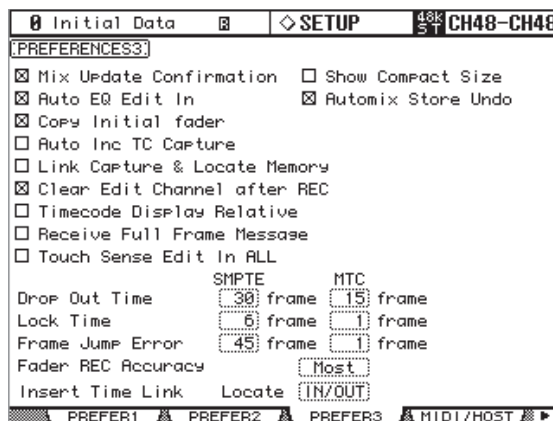 0 Initial Data R ◇SETUP 48k ST CH48-CH48
PREFERENCES3
☒ Mix Update Confirmation ☐ Show Compact Size
☒ Auto EQ Edit In ☒ Automix Store Undo
☒ Copy Initial fader
☐ Auto Inc TC Capture
☐ Link Capture & Locate Memory
☒ Clear Edit Channel after REC
☐ Timecode Display Relative
☐ Receive Full Frame Message
☐ Touch Sense Edit In ALL
SMPTE MTC
Drop Out Time 30 frame 15 frame
Lock Time 6 frame 1 frame
Frame Jump Error 45 frame 1 frame
Fader REC Accuracy Most
Insert Time Link Locate IN/OUT
PREFER1 PREFER2 PREFER3 MIDI/HOST